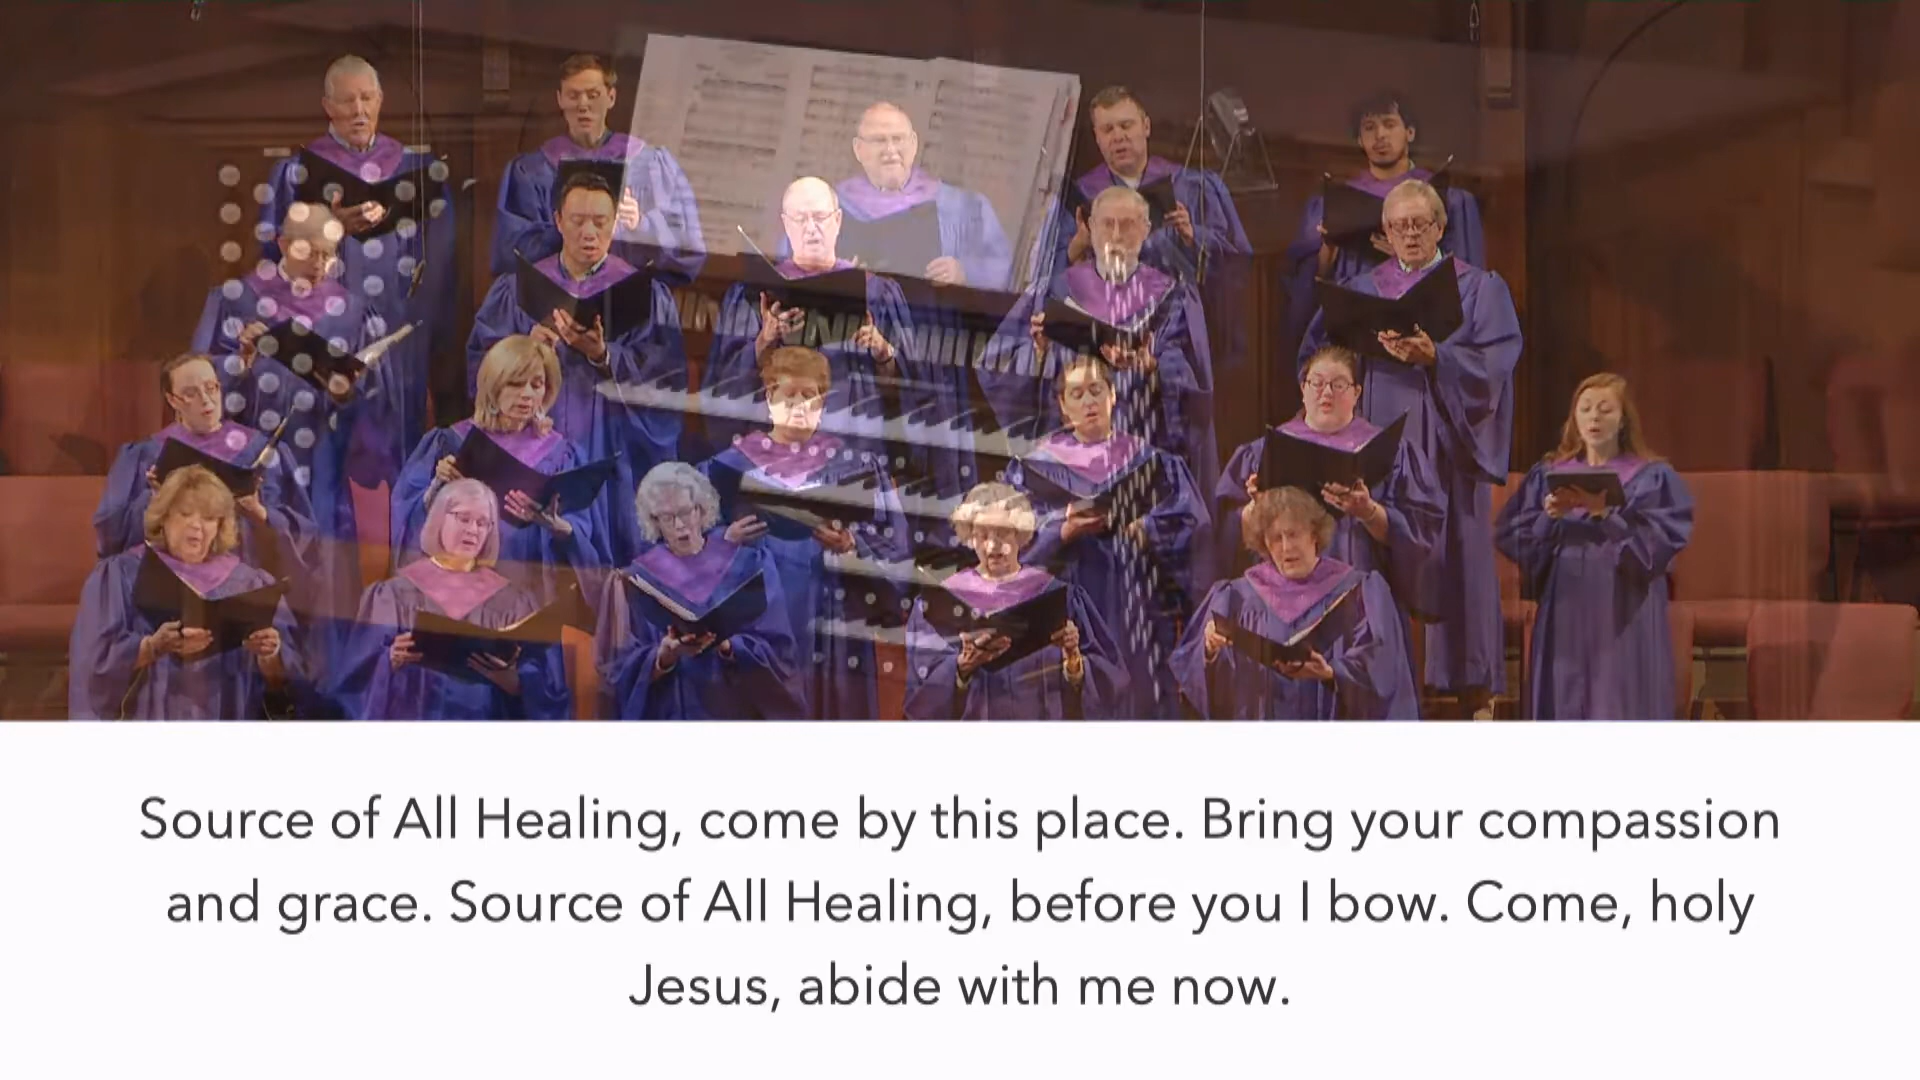 Source of All Healing, come by this place. Bring your compassion
and grace. Source of All Healing, before you I bow. Come, holy
Jesus, abide with me now.